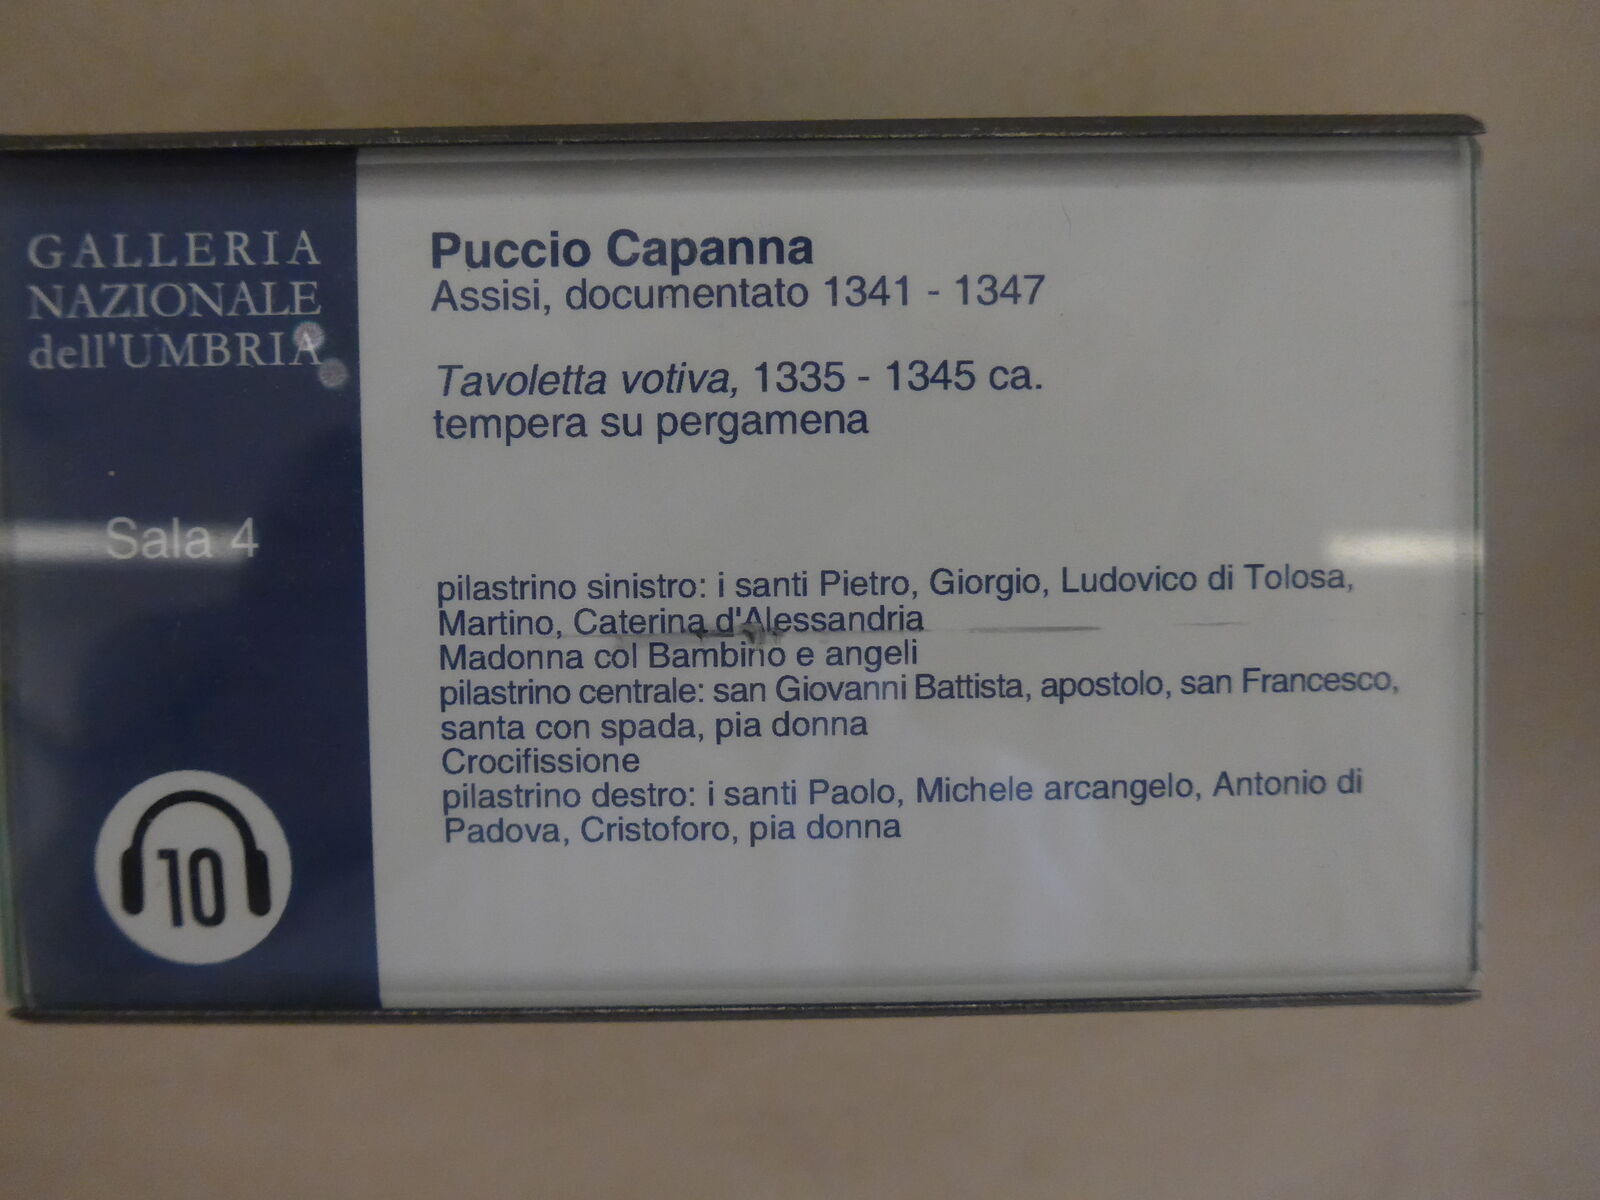 GALLERIA
NAZIONALE
dell'UMBRIA
Sala 4
10
Puccio Capanna
Assisi, documentato 1341 - 1347
Tavoletta votiva, 1335 - 1345 ca.
tempera su pergamena
pilastrino sinistro: i santi Pietro, Giorgio, Ludovico di Tolosa,
Martino, Caterina d'Alessandria
Madonna col Bambino e angeli
pilastrino centrale: san Giovanni Battista, apostolo, san Francesco,
santa con spada, pia donna
Crocifissione
pilastrino destro: i santi Paolo, Michele arcangelo, Antonio di
Padova, Cristoforo, pia donna